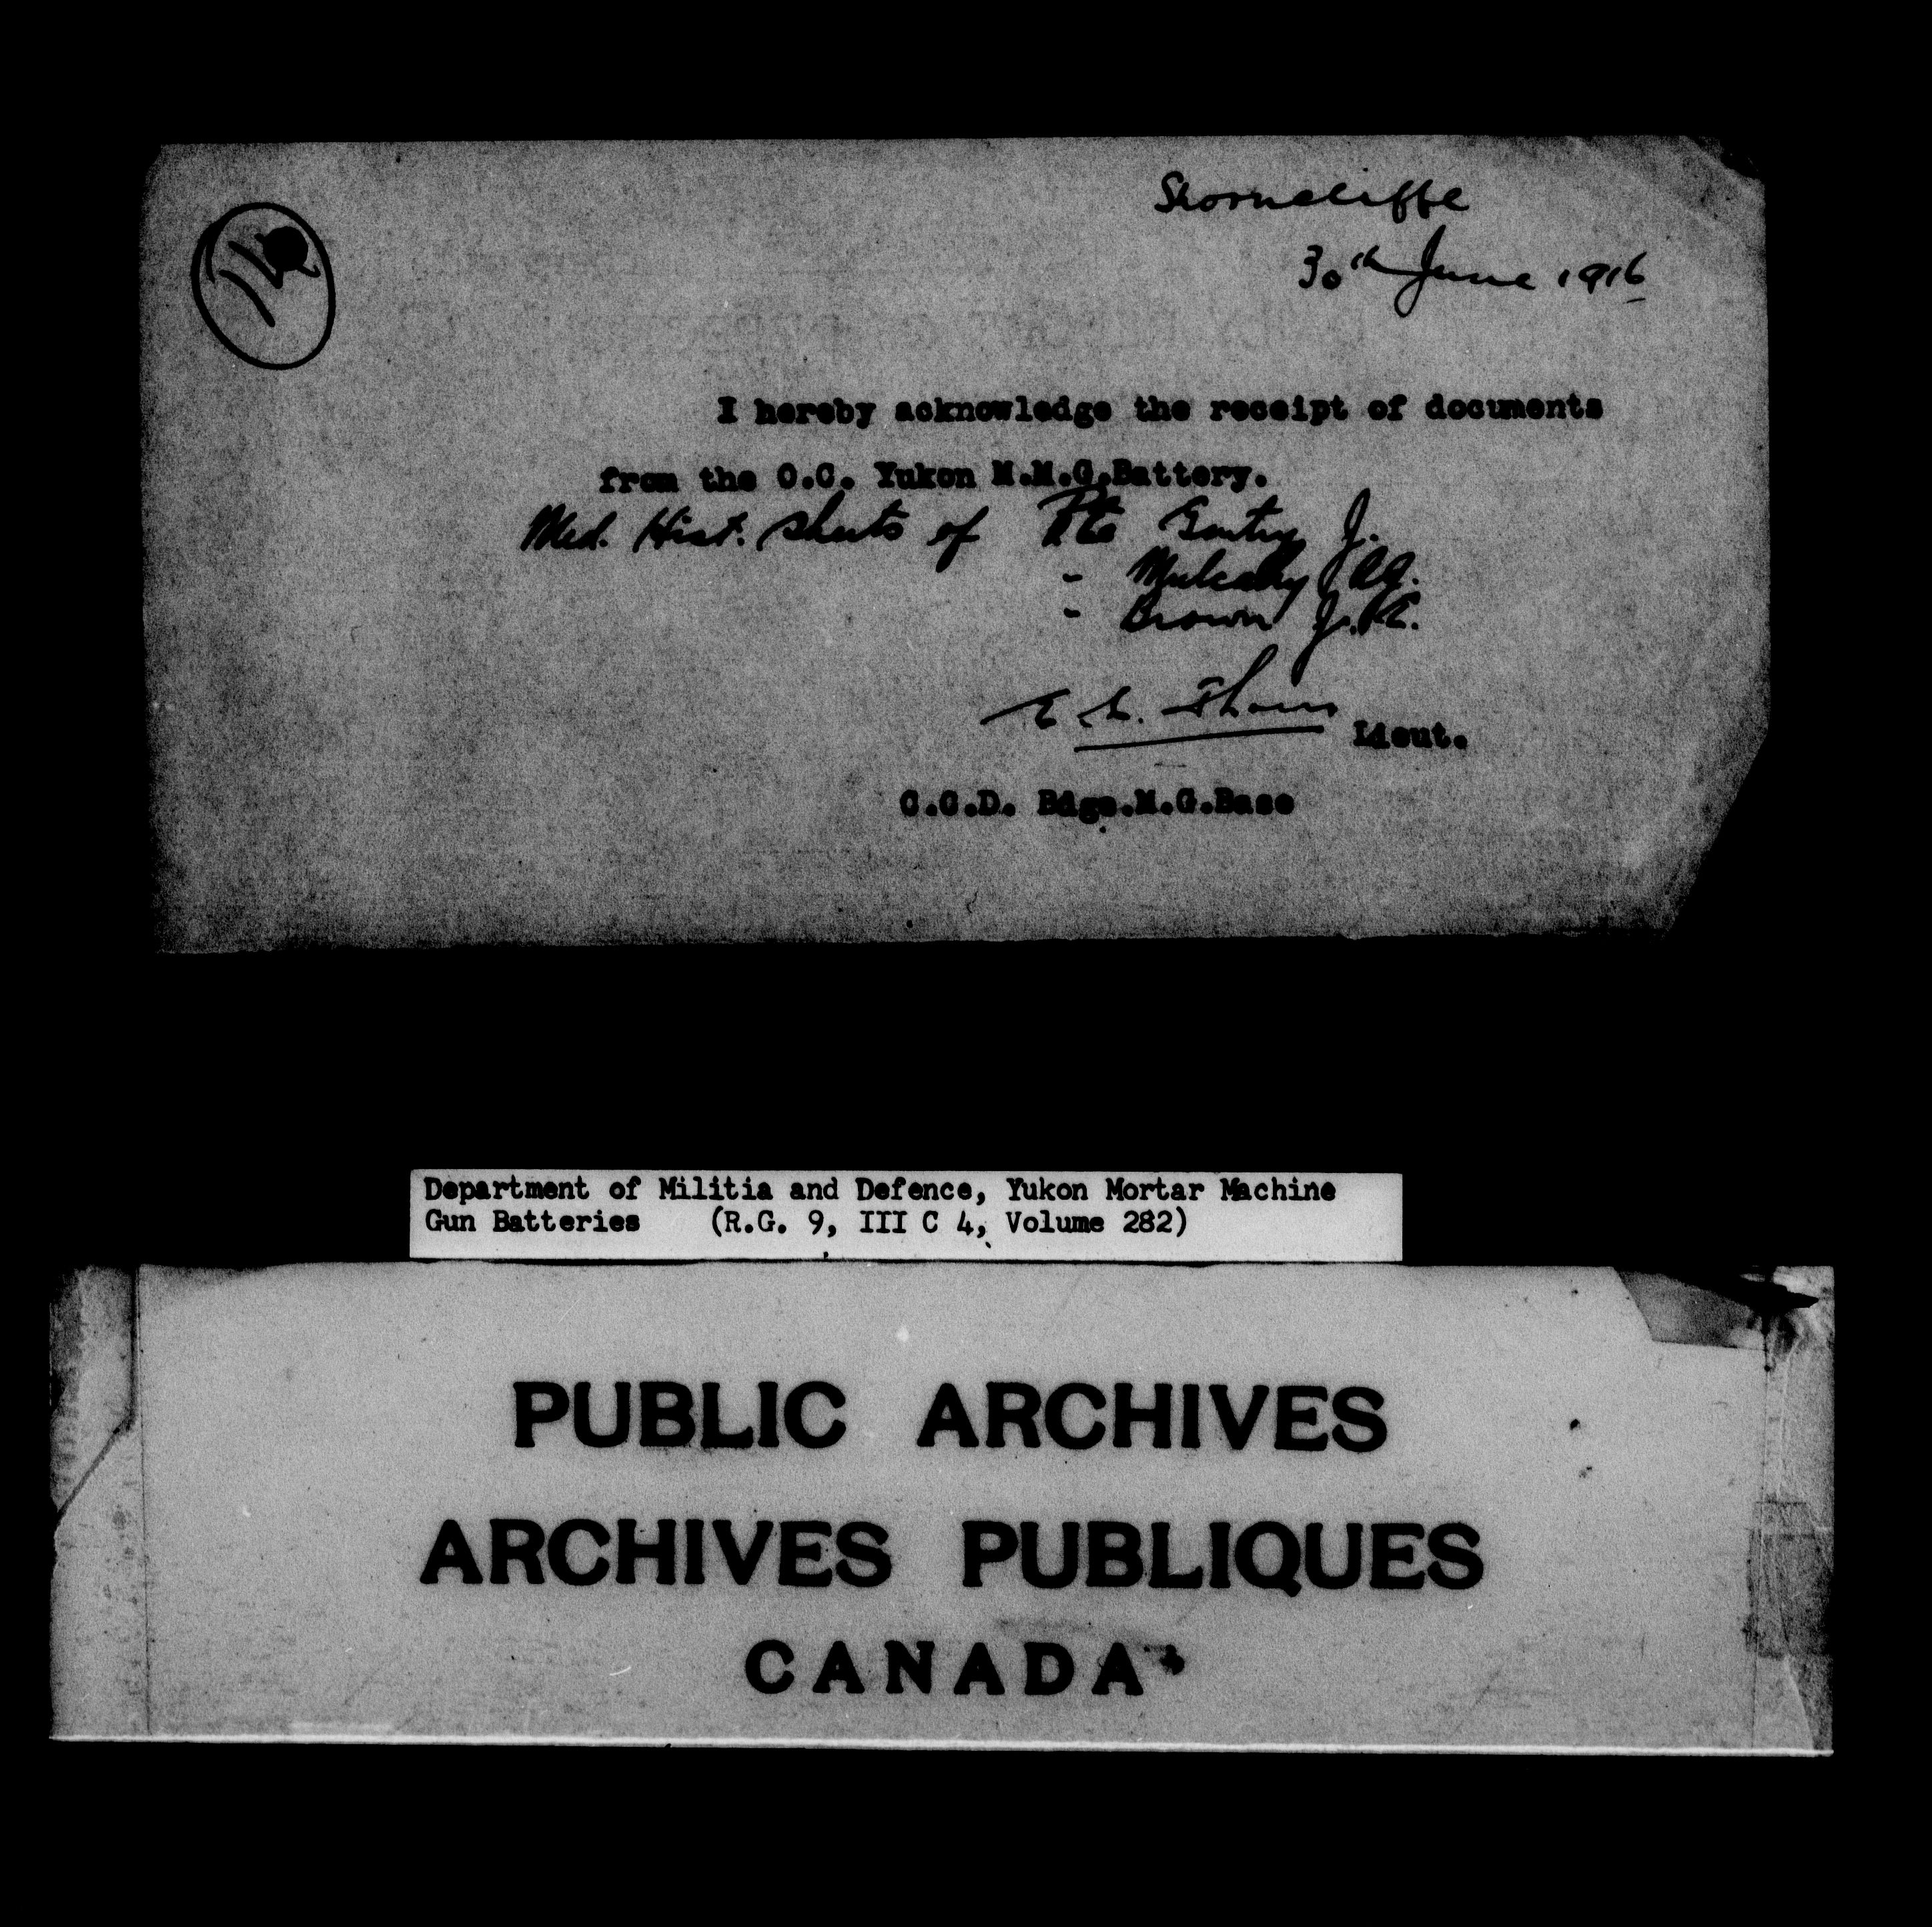 Shorncliffe
30th June 1916
I hereby acknowledge the receipt of documents
from the O.C. Yukon M.M.G.Battery.
Med. Hist. sheets of Pte Gentry J.
- Mulcahy
- Brown J.
Lieut.
C.C.D. Bdgs.M.G.Base
Department of Militia and Defence, Yukon Mortar Machine
Gun Batteries (R.G. 9, III C 4, Volume 282)
PUBLIC ARCHIVES
ARCHIVES PUBLIQUES
CANADA